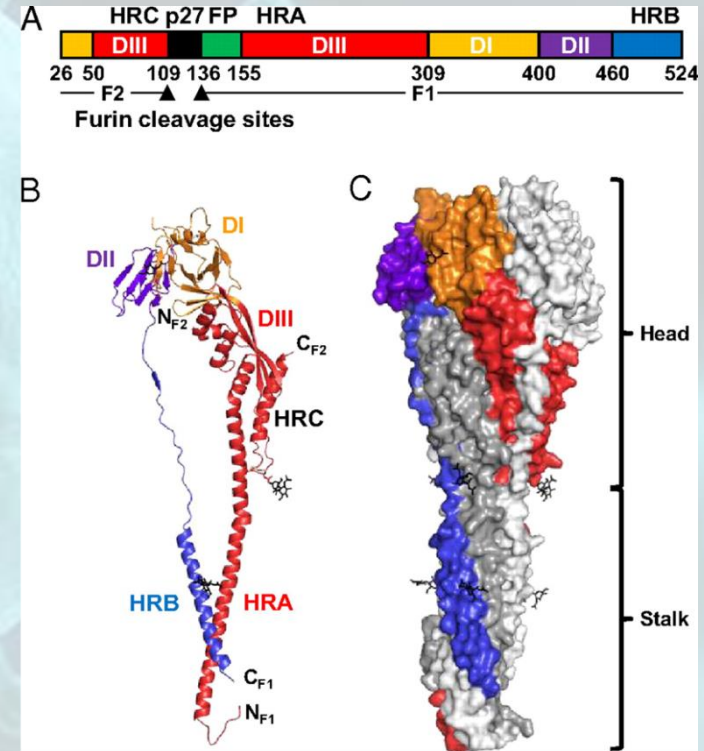 A
HRC p27 FP HRA HRB
DIII DIII DI DII
26 50 109 136 155 309 400 460 524
F2 F1
Furin cleavage sites
B
C
DI
DII
NF2
DIII
CF2
HRC
Head
HRB
HRA
Stalk
CF1
NF1